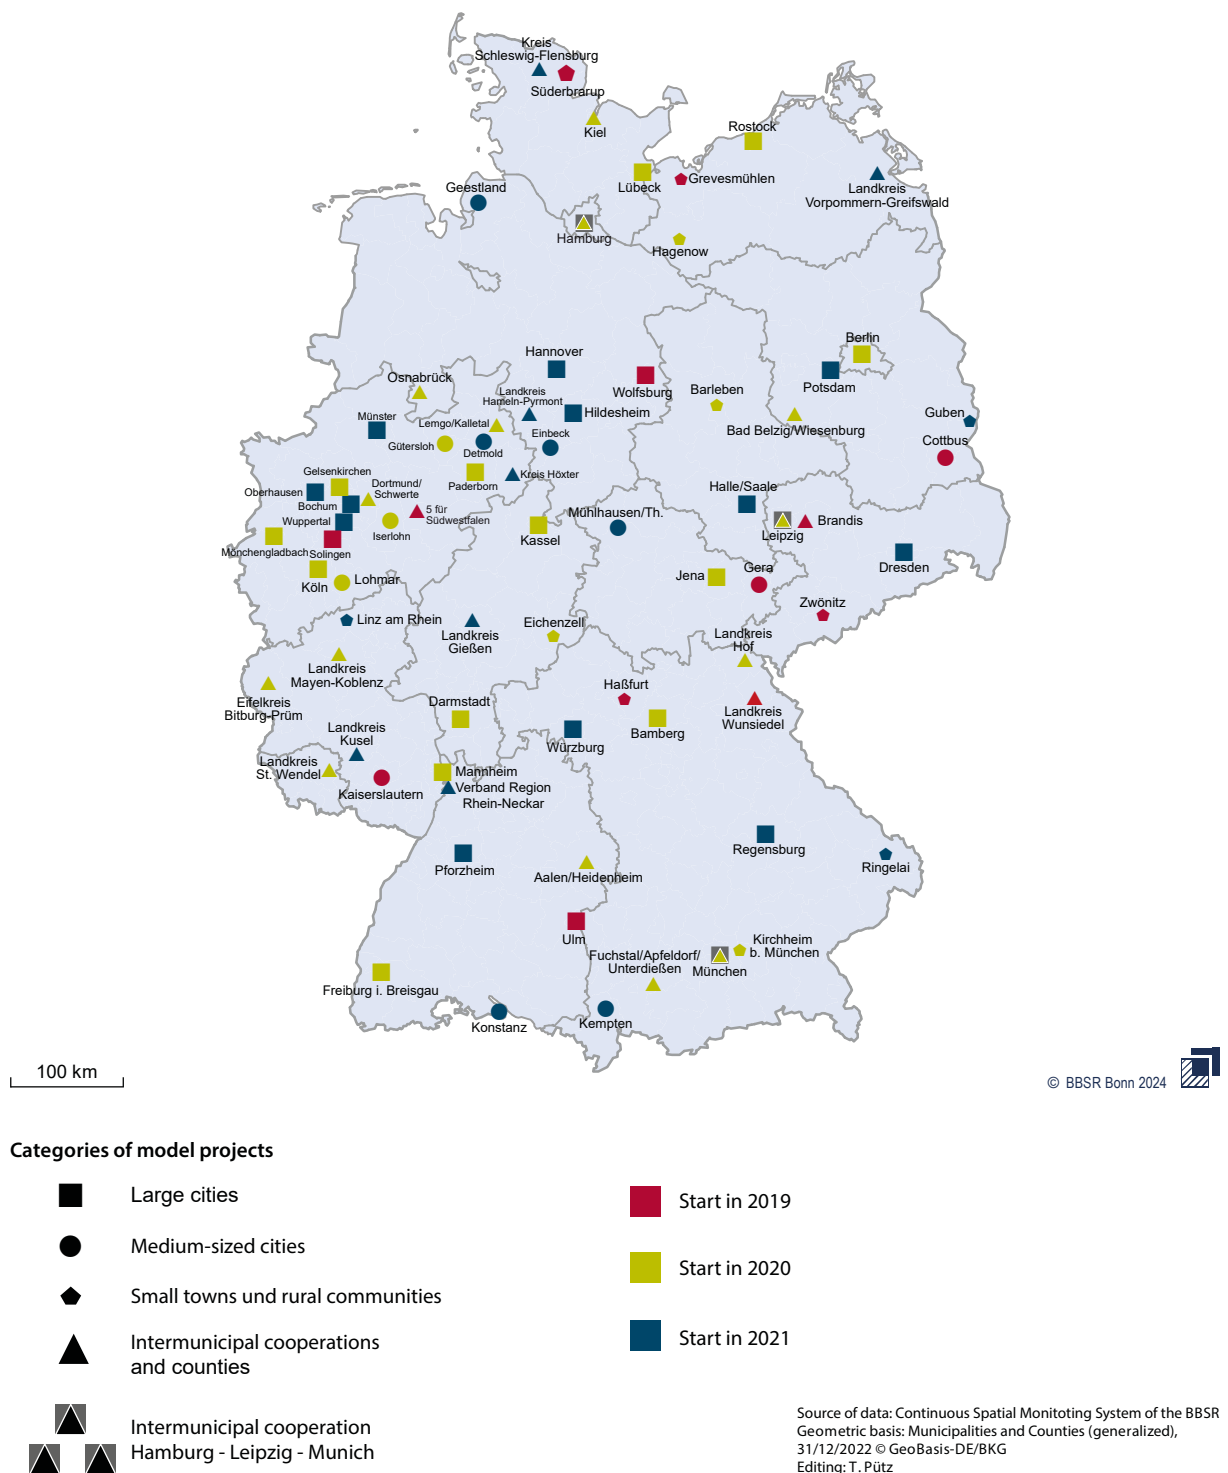 Kreis
Schleswig-Flensburg
Süderbrarup
Kiel
Rostock
Lübeck
Grevesmühlen
Landkreis
Vorpommern-Greifswald
Geestland
Hamburg
Hagenow
Berlin
Potsdam
Hannover
Wolfsburg
Barleben
Bad Belzig/Wiesenburg
Guben
Cottbus
Osnabrück
Landkreis
Hameln-Pyrmont
Hildesheim
Münster
Lemgo/Kalletal
Einbeck
Gütersloh
Detmold
Gelsenkirchen
Paderborn
Kreis Höxter
Oberhausen
Dortmund/
Schwerte
Bochum
5 für
Südwestfalen
Wuppertal
Iserlohn
Mönchengladbach
Solingen
Kassel
Mühlhausen/Th.
Halle/Saale
Leipzig
Brandis
Dresden
Köln
Lohmar
Jena
Gera
Zwönitz
Linz am Rhein
Landkreis
Gießen
Eichenzell
Landkreis
Hof
Landkreis
Mayen-Koblenz
Eifelkreis
Bitburg-Prüm
Darmstadt
Haßfurt
Bamberg
Landkreis
Wunsiedel
Würzburg
Landkreis
Kusel
Landkreis
St. Wendel
Kaiserslautern
Mannheim
Verband Region
Rhein-Neckar
Pforzheim
Aalen/Heidenheim
Regensburg
Ringelai
Ulm
Fuchstal/Apfeldorf/
Unterdießen
München
Kirchheim
b. München
Freiburg i. Breisgau
Konstanz
Kempten
100 km
© BBSR Bonn 2024
Categories of model projects
Large cities
Medium-sized cities
Small towns und rural communities
Intermunicipal cooperations
and counties
Intermunicipal cooperation
Hamburg - Leipzig - Munich
Start in 2019
Start in 2020
Start in 2021
Source of data: Continuous Spatial Monitoting System of the BBSR
Geometric basis: Municipalities and Counties (generalized),
31/12/2022 © GeoBasis-DE/BKG
Editing: T. Pütz